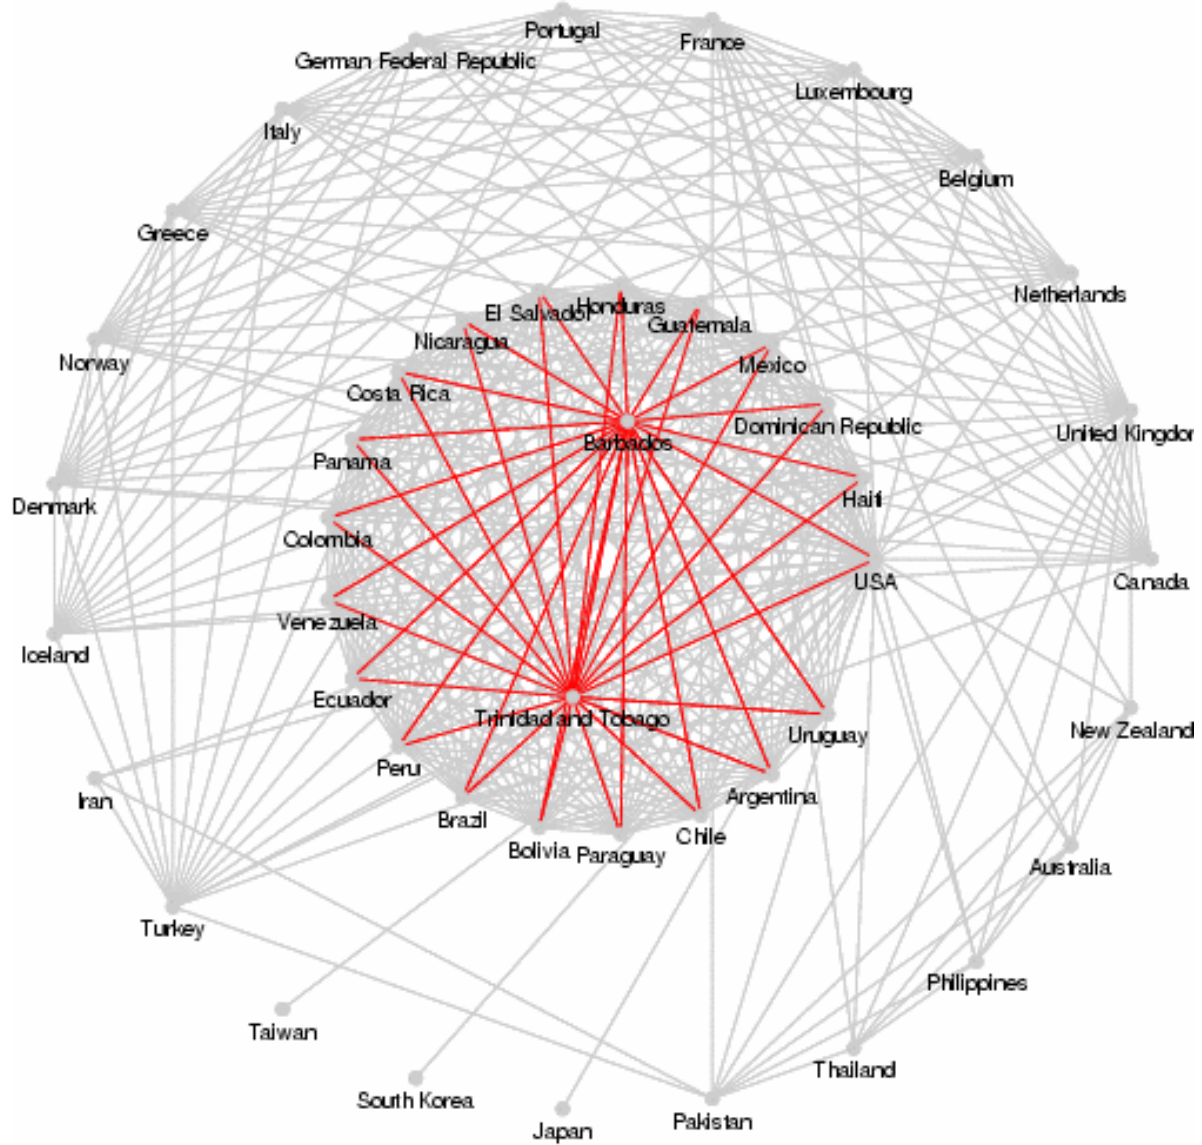 Portugal
France
German Federal Republic
Luxembourg
Italy
Belgium
Greece
Netherlands
El Salvador
Honduras
Guatemala
Nicaragua
Norway
Mexico
Costa Rica
Dominican Republic
United Kingdor
Barbados
Panama
Haiti
Denmark
Colombia
USA
Canada
Venezuela
Iceland
Ecuador
Trinidad and Tobago
New Zealand
Uruguay
Peru
Argentina
Iran
Brazil
Chile
Bolivia
Paraguay
Australia
Turkey
Philippines
Taiwan
Thailand
South Korea
Pakistan
Japan